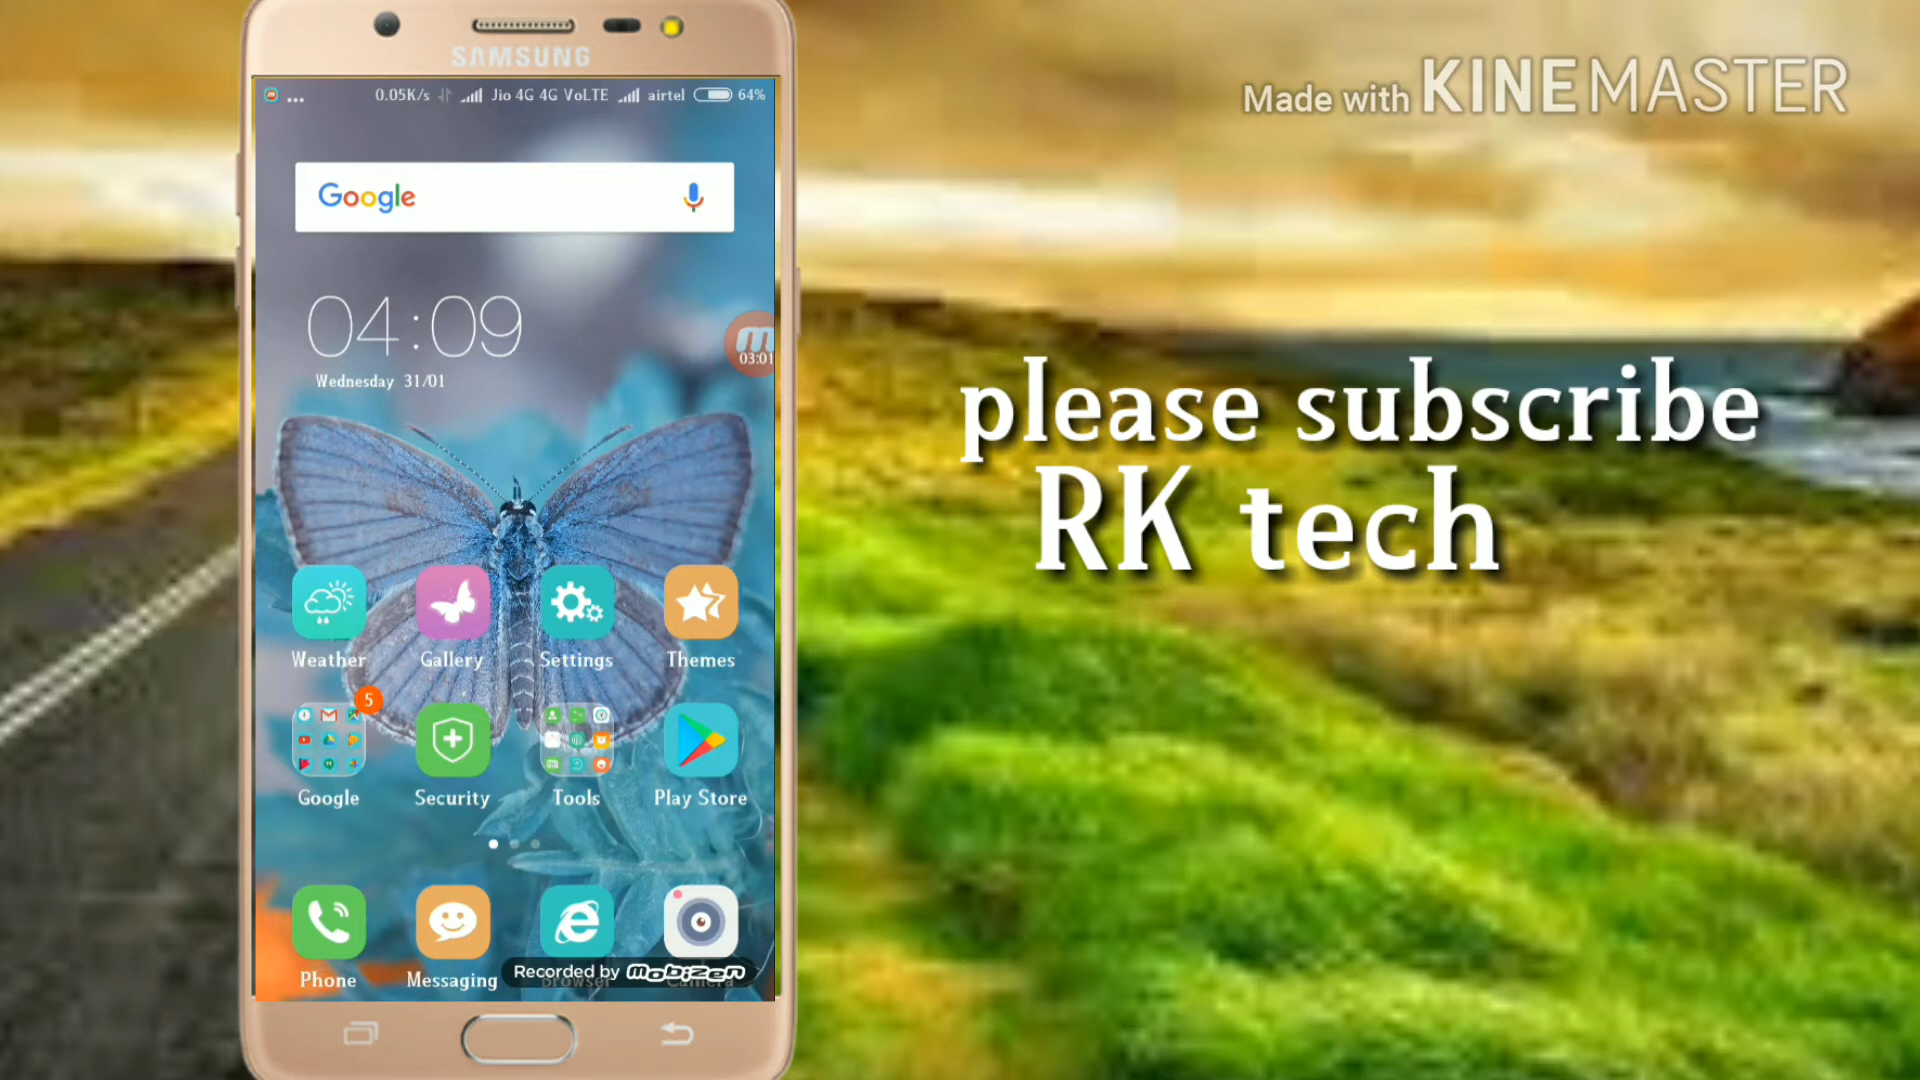 SAMSUNG
0.05K/s Jio 4G 4G VoLTE airtel 64%
Made with KINEMASTER
Google
04:09
Wednesday 31/01
03:01
please subscribe
RK tech
Weather Gallery Settings Themes
5
Google Security Tools Play Store
Recorded by mobizen
Phone Messaging Browser Camera